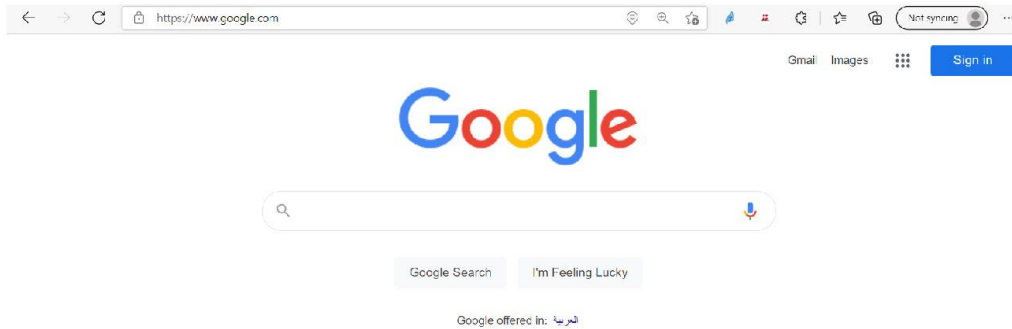 https://www.google.com
Not syncing
Gmail Images
Sign in
Google
Google Search I'm Feeling Lucky
Google offered in: العربية